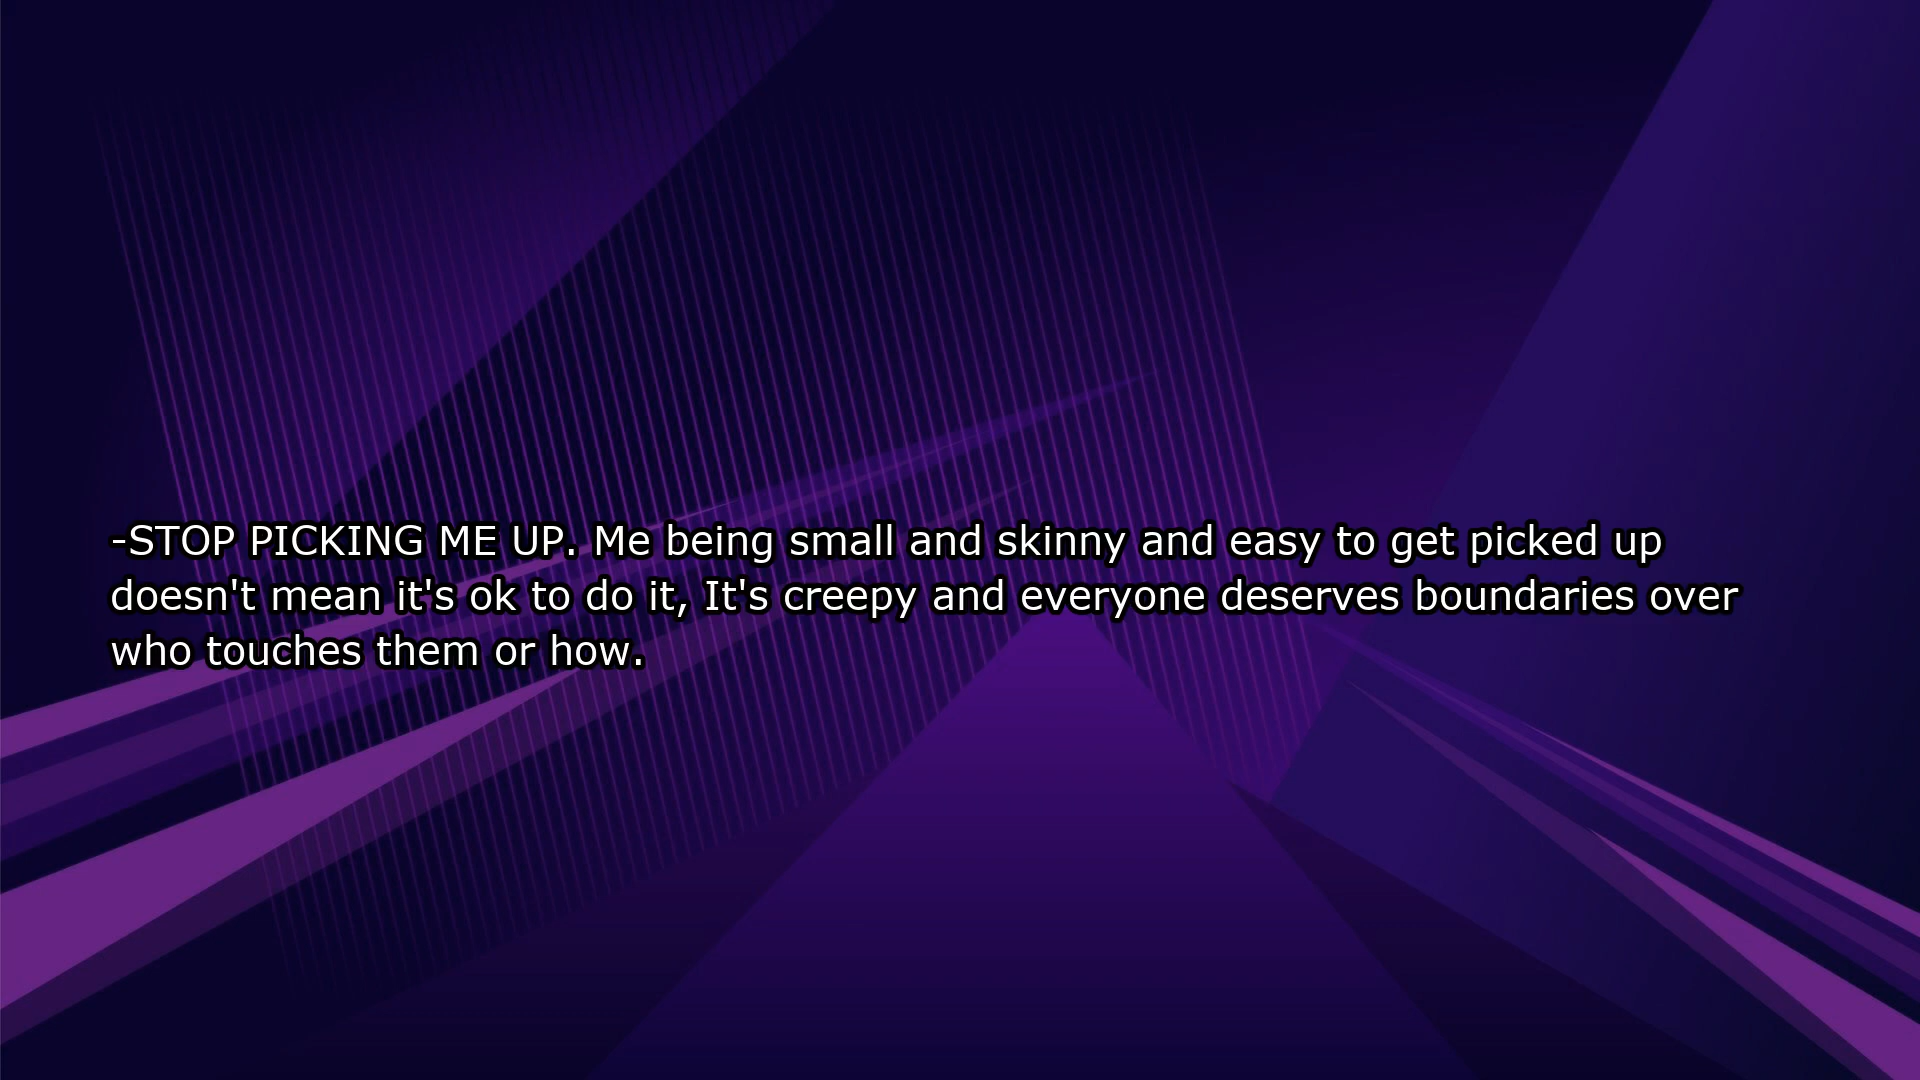 -STOP PICKING ME UP. Me being small and skinny and easy to get picked up
doesn't mean it's ok to do it, It's creepy and everyone deserves boundaries over
who touches them or how.